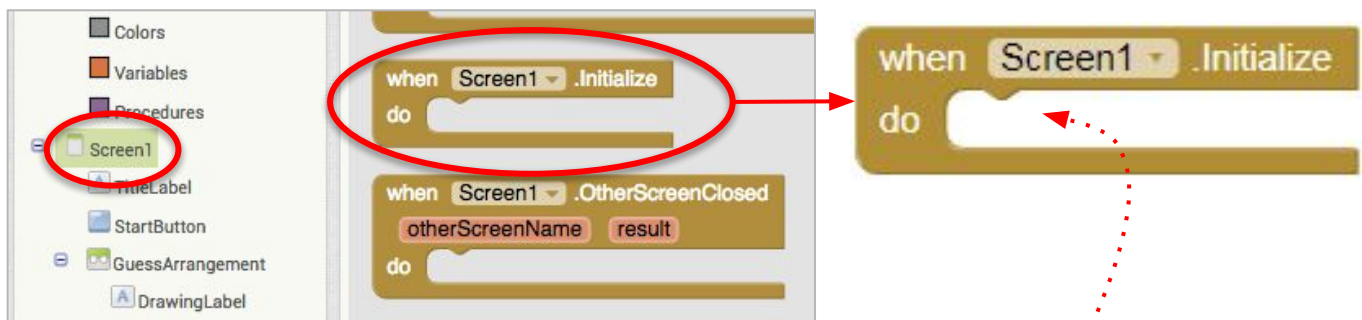 Colors
Variables
Procedures
Screen1
TitleLabel
StartButton
GuessArrangement
A DrawingLabel
when Screen1 .Initialize
do
when Screen1 .OtherScreenClosed
otherScreenName result
do
when Screen1 .Initialize
do